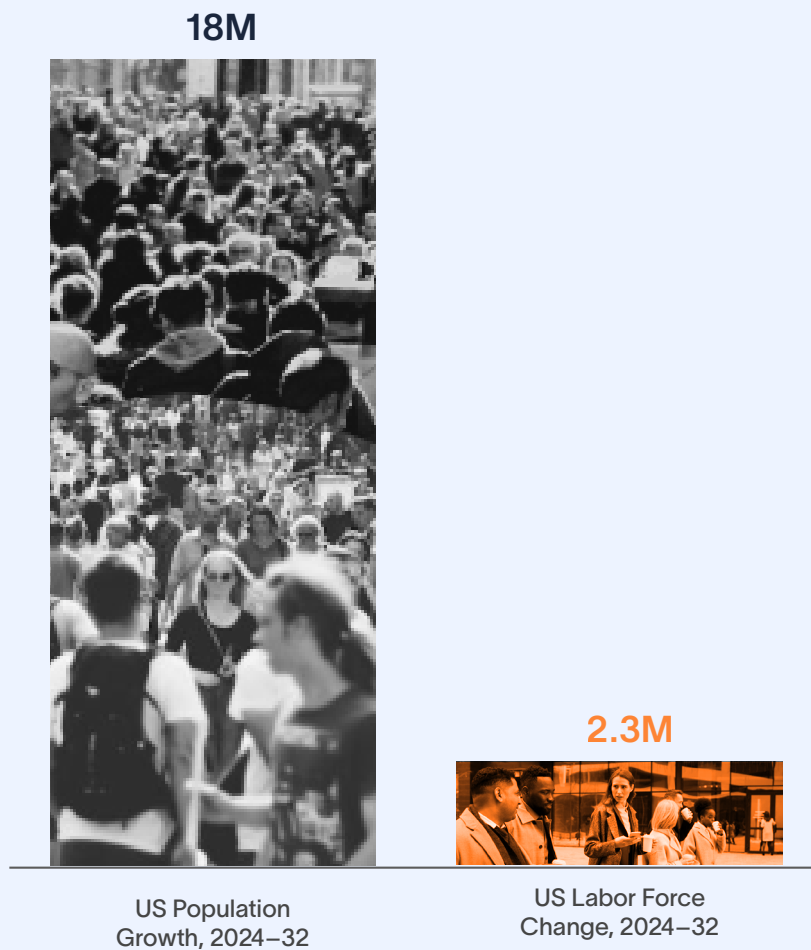 18M
2.3M
US Population
Growth, 2024–32
US Labor Force
Change, 2024–32